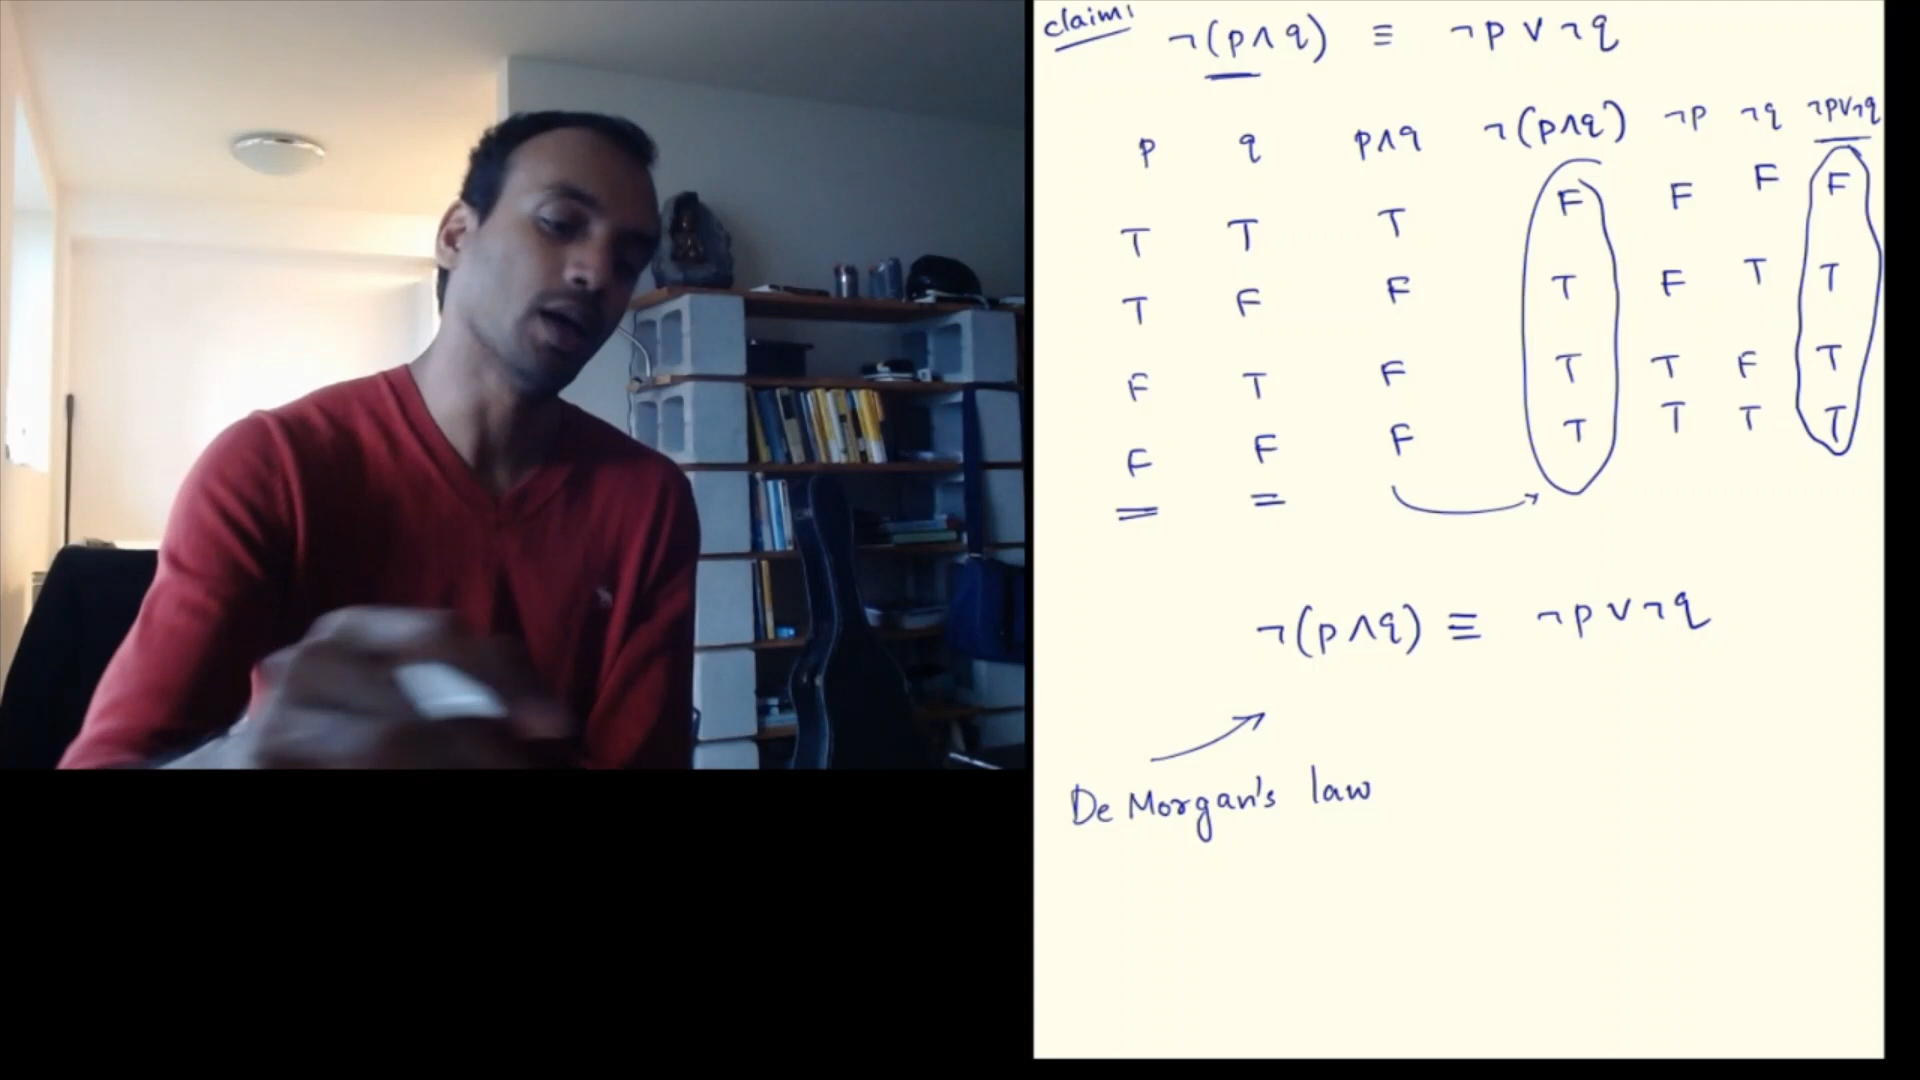 claim: ¬(p∧q) ≡ ¬p∨¬q
p q p∧q ¬(p∧q) ¬p ¬q ¬p∨¬q
T T T F F F F
T F F T F T T
F T F T T F T
F F F T T T T
¬(p∧q) ≡ ¬p∨¬q
De Morgan's law